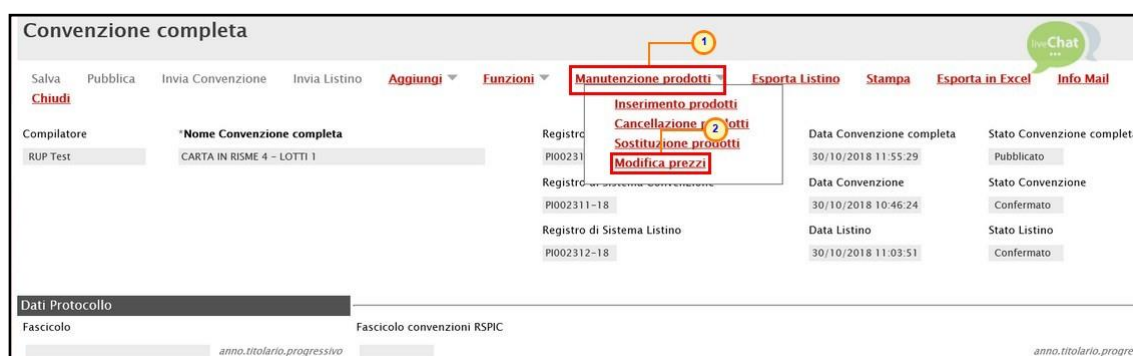 Convenzione completa
liveChat
1
Salva Pubblica Invia Convenzione Invia Listino Aggiungi Funzioni Manutenzione prodotti Esporta Listino Stampa Esporta in Excel Info Mail
Chiudi
Inserimento prodotti
Cancellazione prodotti
2
Sostituzione prodotti
Modifica prezzi
Compilatore *Nome Convenzione completa Registro Data Convenzione completa Stato Convenzione complet
RUP Test CARTA IN RISME 4 - LOTTI 1 PI00231 30/10/2018 11:55:29 Pubblicato
Registro di Sistema Convenzione Data Convenzione Stato Convenzione
PI002311-18 30/10/2018 10:46:24 Confermato
Registro di Sistema Listino Data Listino Stato Listino
PI002312-18 30/10/2018 11:03:51 Confermato
Dati Protocollo
Fascicolo Fascicolo convenzioni RSPIC
anno.titolario.progressivo anno.titolario.progre